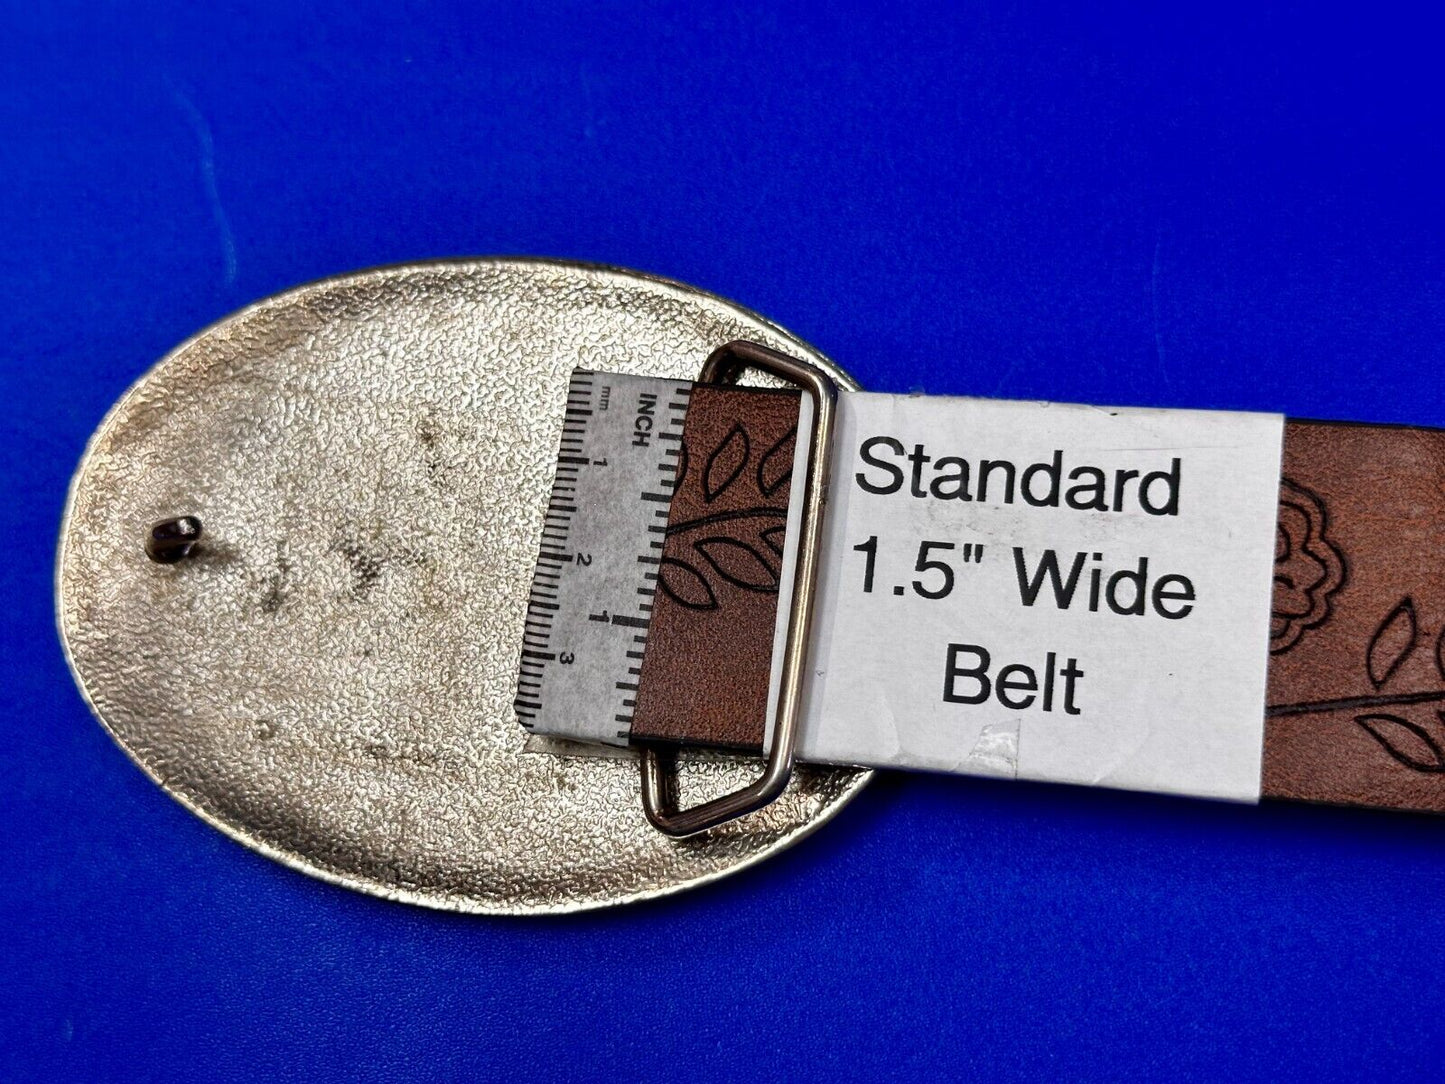 mm
INCH
1
2
1
3
Standard
1.5" Wide
Belt